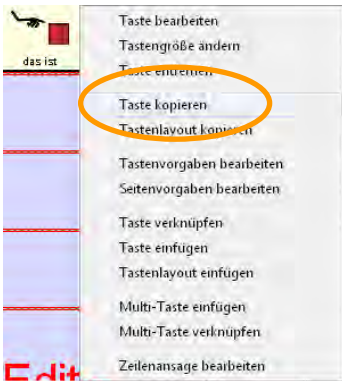 das ist
Taste bearbeiten
Tastengröße ändern
Taste entfernen
Taste kopieren
Tastenlayout kopieren
Tastenvorgaben bearbeiten
Seitenvorgaben bearbeiten
Taste verknüpfen
Taste einfügen
Tastenlayout einfügen
Multi-Taste einfügen
Multi-Taste verknüpfen
Zeilenansage bearbeiten
Edit